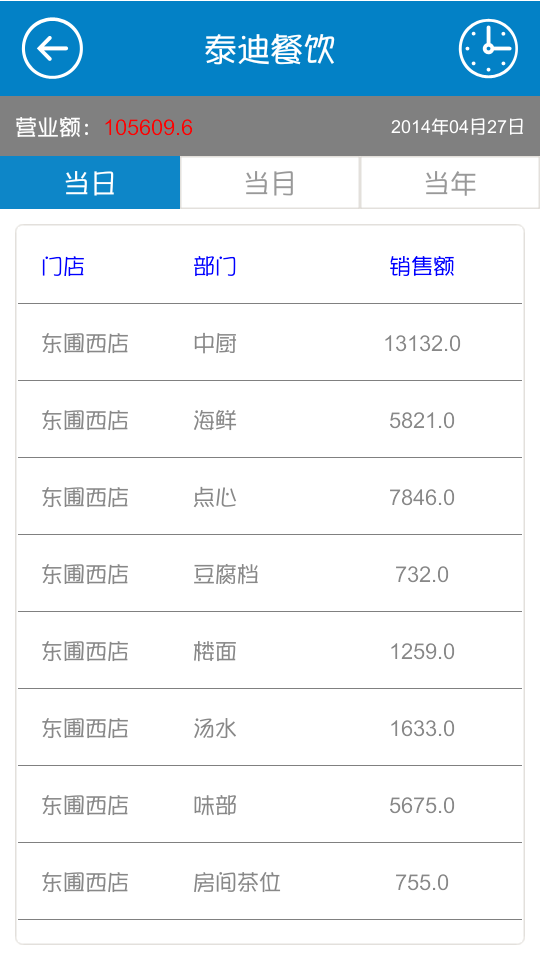 泰迪餐饮
营业额：105609.6 2014年04月27日
当日 当月 当年
门店 部门 销售额
东圃西店 中厨 13132.0
东圃西店 海鲜 5821.0
东圃西店 点心 7846.0
东圃西店 豆腐档 732.0
东圃西店 楼面 1259.0
东圃西店 汤水 1633.0
东圃西店 味部 5675.0
东圃西店 房间茶位 755.0